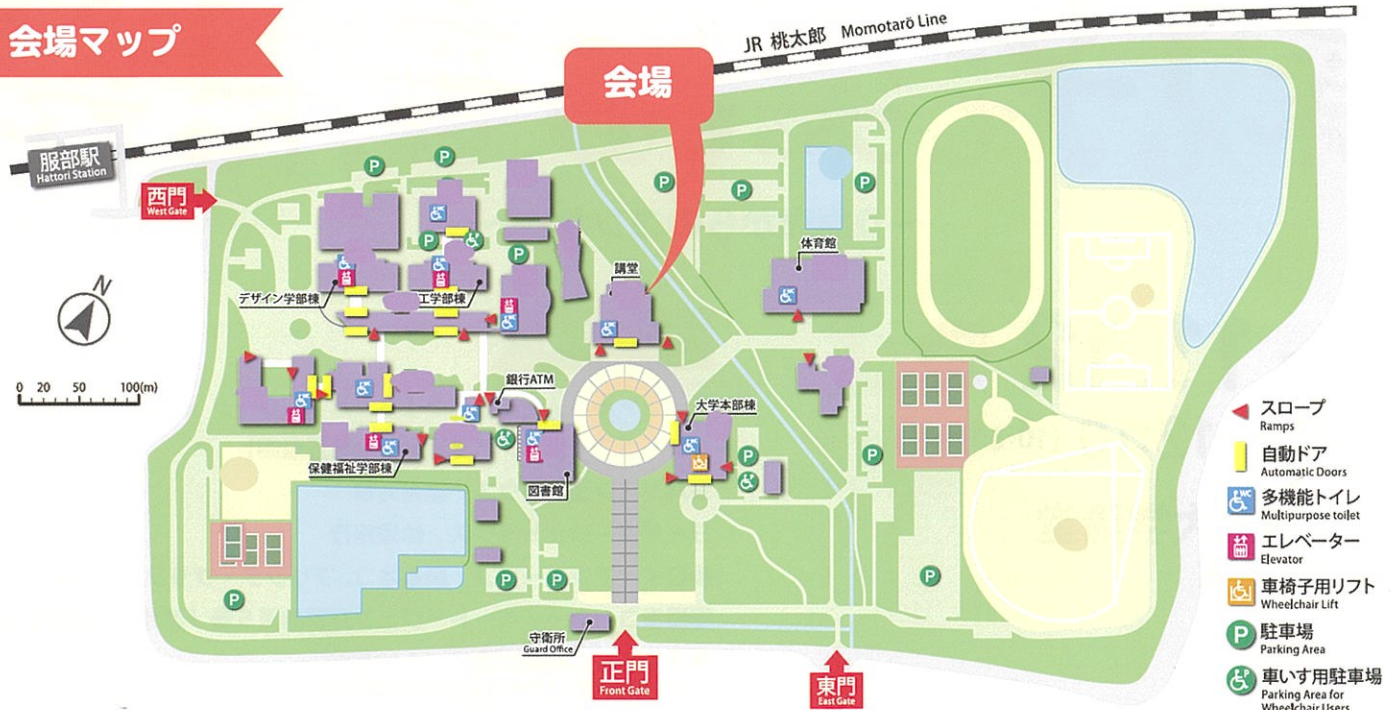 会場マップ
JR 桃太郎 Momotarō Line
会場
服部駅
Hattori Station
西門
West Gate
N
0 20 50 100(m)
デザイン学部棟
工学部棟
講堂
体育館
銀行ATM
大学本部棟
保健福祉学部棟
図書館
守衛所
Guard Office
正門
Front Gate
東門
East Gate
スロープ
Ramps
自動ドア
Automatic Doors
WC
多機能トイレ
Multipurpose toilet
エレベーター
Elevator
車椅子用リフト
Wheelchair Lift
P
駐車場
Parking Area
P
車いす用駐車場
Parking Area for
Wheelchair Users